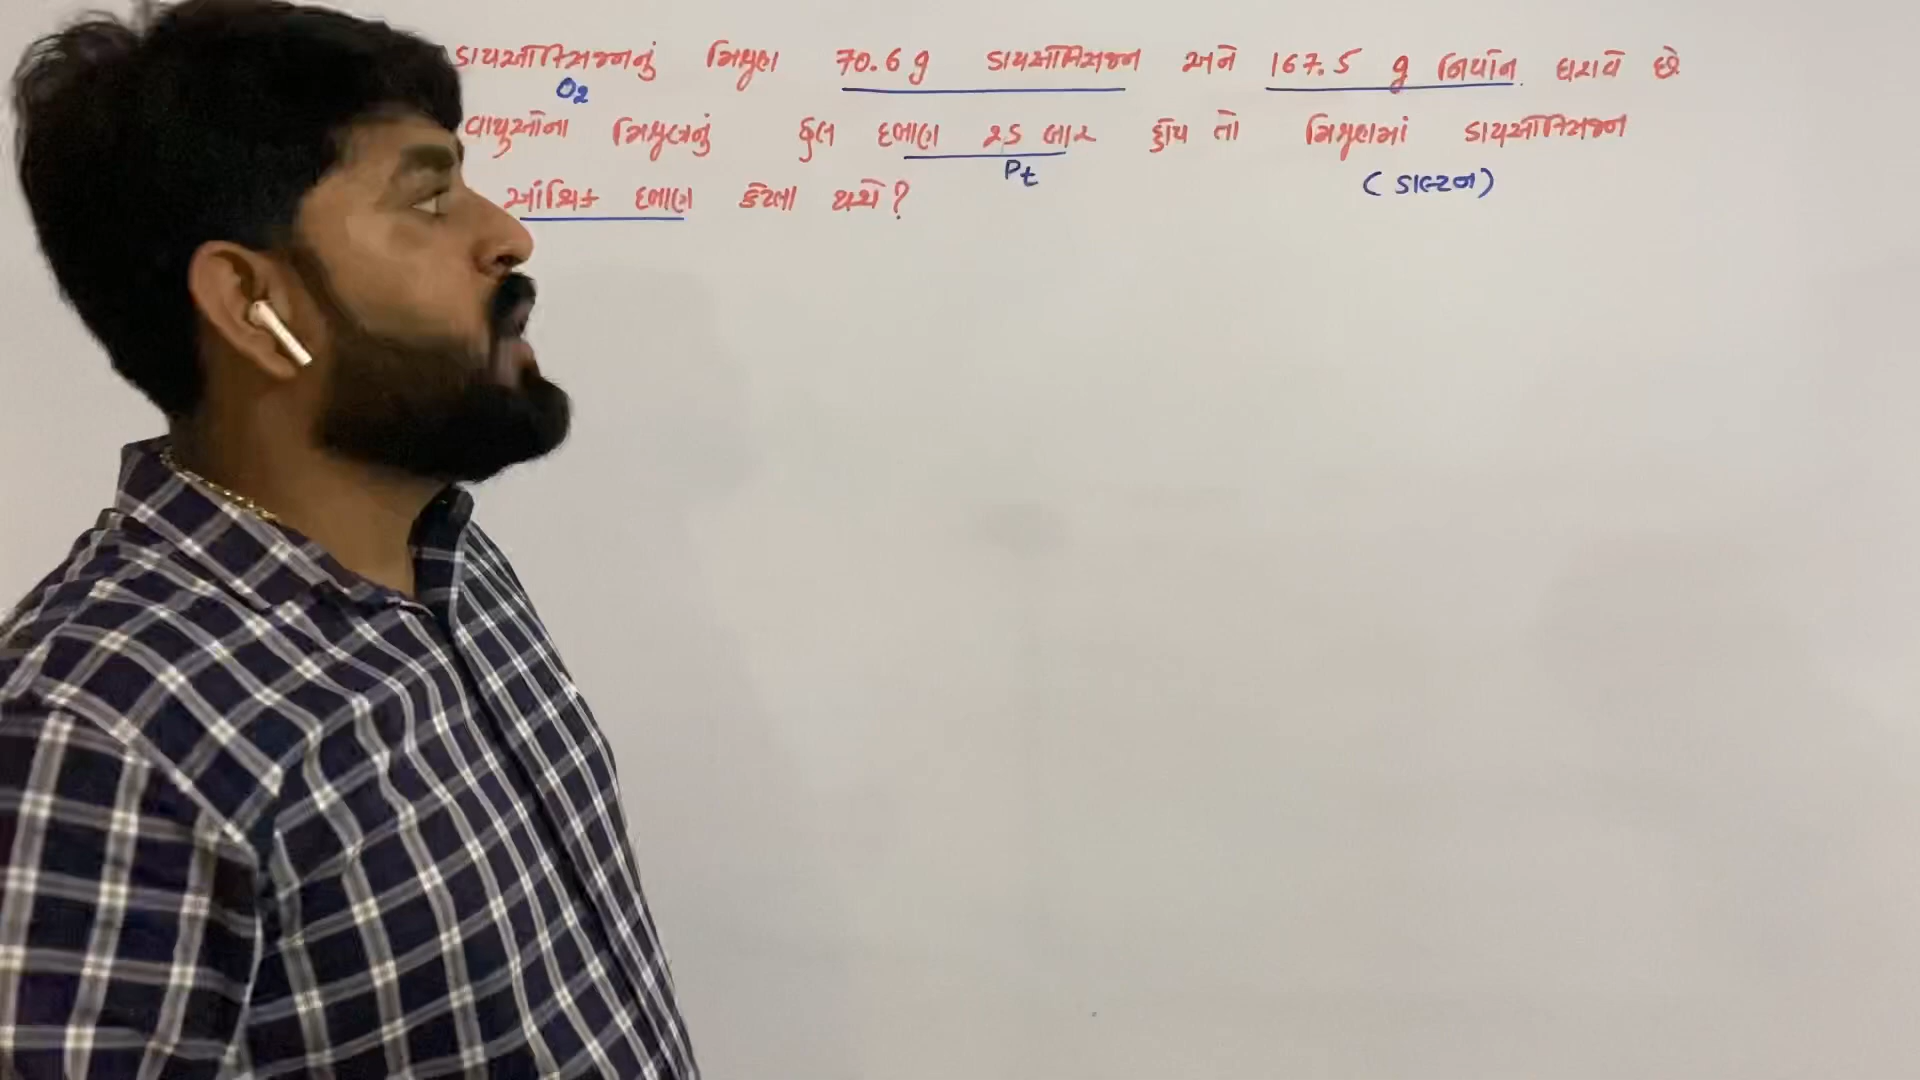 ડાયઓક્સિજનનું મિશ્રણ 70.6 g ડાયઓક્સિજન અને 167.5 g નિયોન ધરાવે છે
O2
વાયુઓના મિશ્રણનું કુલ દબાણ 25 બાર હોય તો મિશ્રણમાં ડાયઓક્સિજન
Pt (ડાલ્ટન)
આંશિક દબાણ કેટલા થશે?